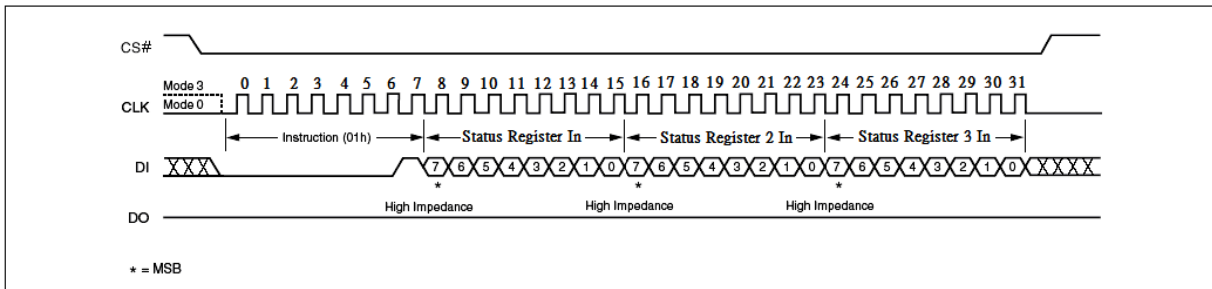 CS#
Mode 3 0 1 2 3 4 5 6 7 8 9 10 11 12 13 14 15 16 17 18 19 20 21 22 23 24 25 26 27 28 29 30 31
CLK Mode 0
Instruction (01h) Status Register In Status Register 2 In Status Register 3 In
DI 7 6 5 4 3 2 1 0 7 6 5 4 3 2 1 0 7 6 5 4 3 2 1 0
* * *
High Impedance High Impedance High Impedance
DO
* = MSB